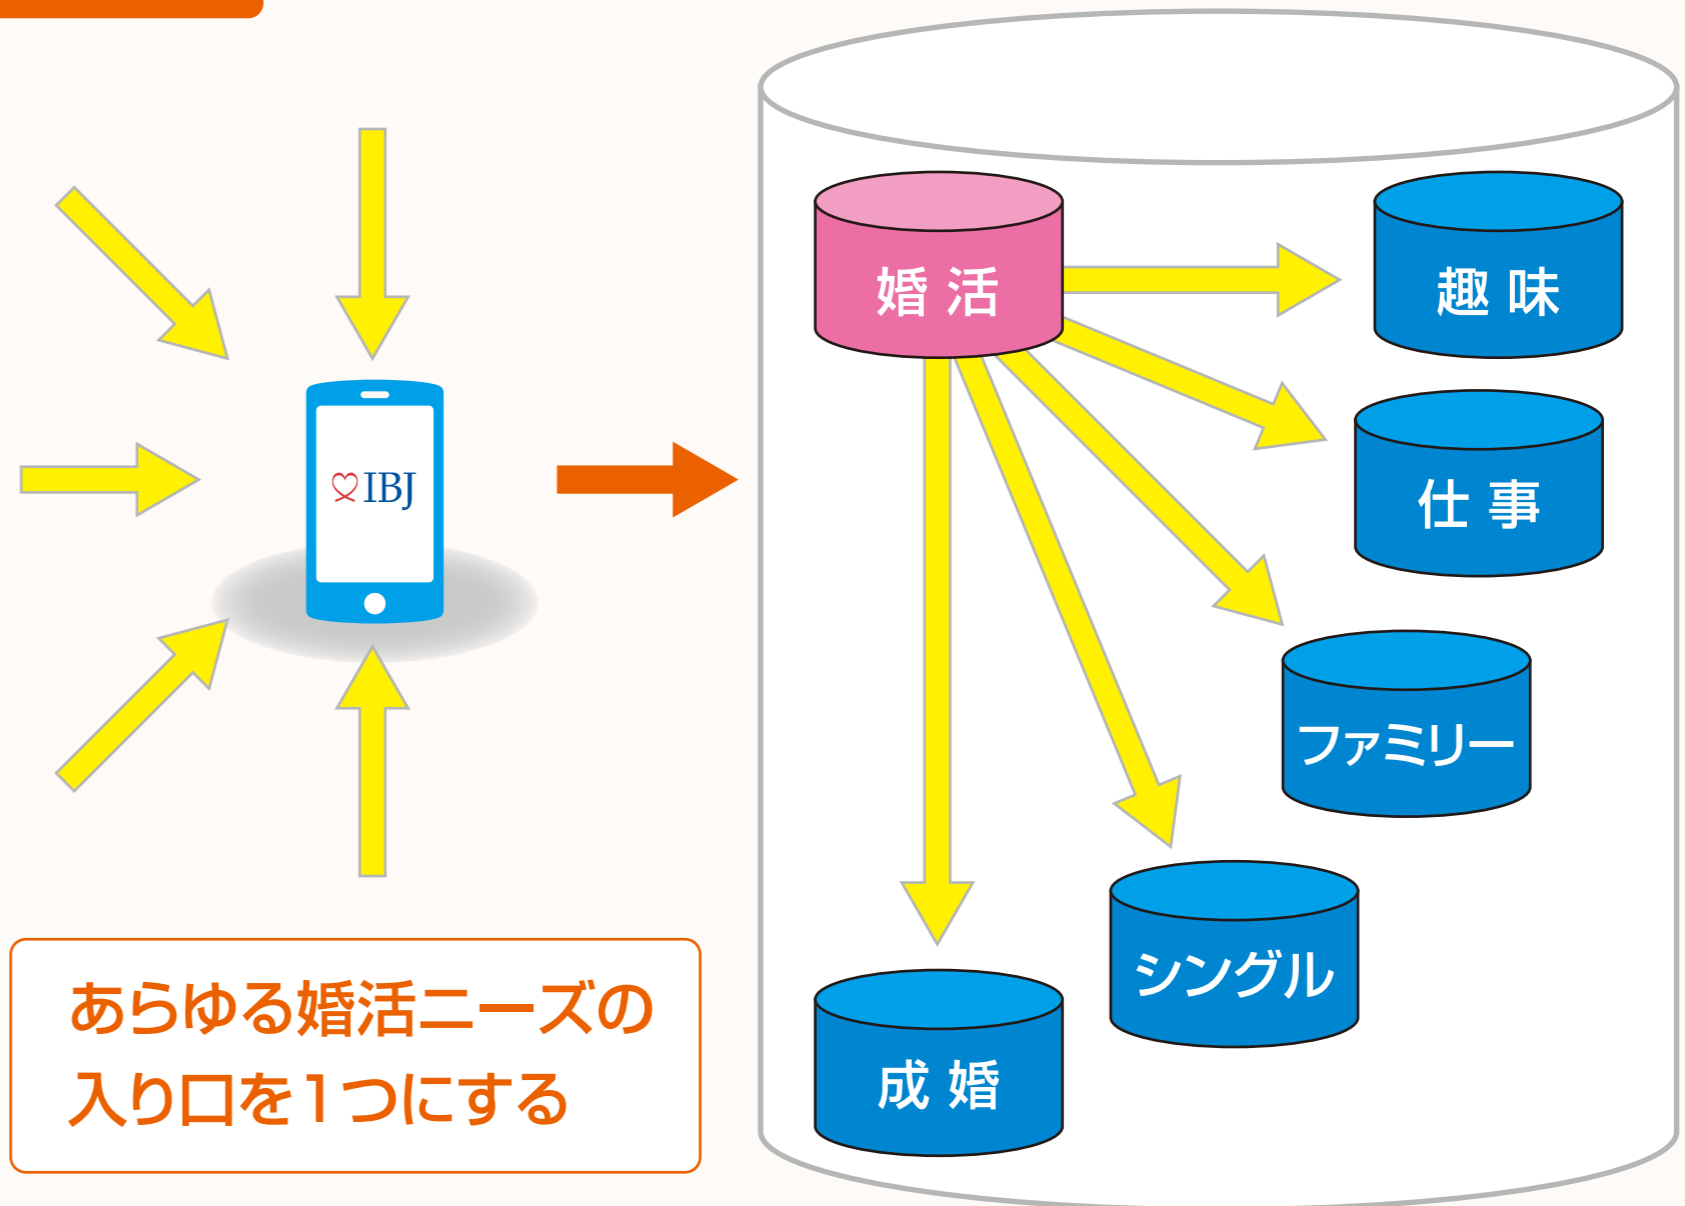 IBJ
あらゆる婚活ニーズの
入り口を1つにする
婚活
趣味
仕事
ファミリー
シングル
成婚